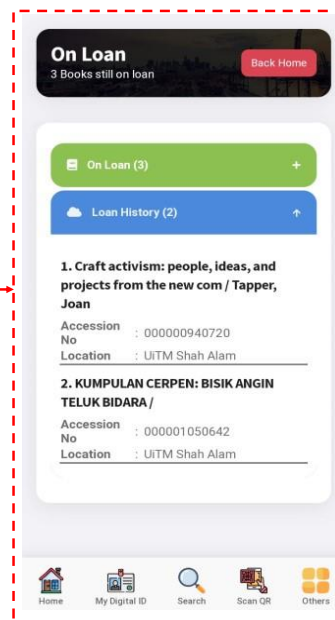 On Loan
3 Books still on loan
Back Home
On Loan (3)
Loan History (2)
1. Craft activism: people, ideas, and
projects from the new com / Tapper,
Joan
Accession
No : 000000940720
Location : UiTM Shah Alam
2. KUMPULAN CERPEN: BISIK ANGIN
TELUK BIDARA /
Accession
No : 000001050642
Location : UiTM Shah Alam
Home My Digital ID Search Scan QR Others